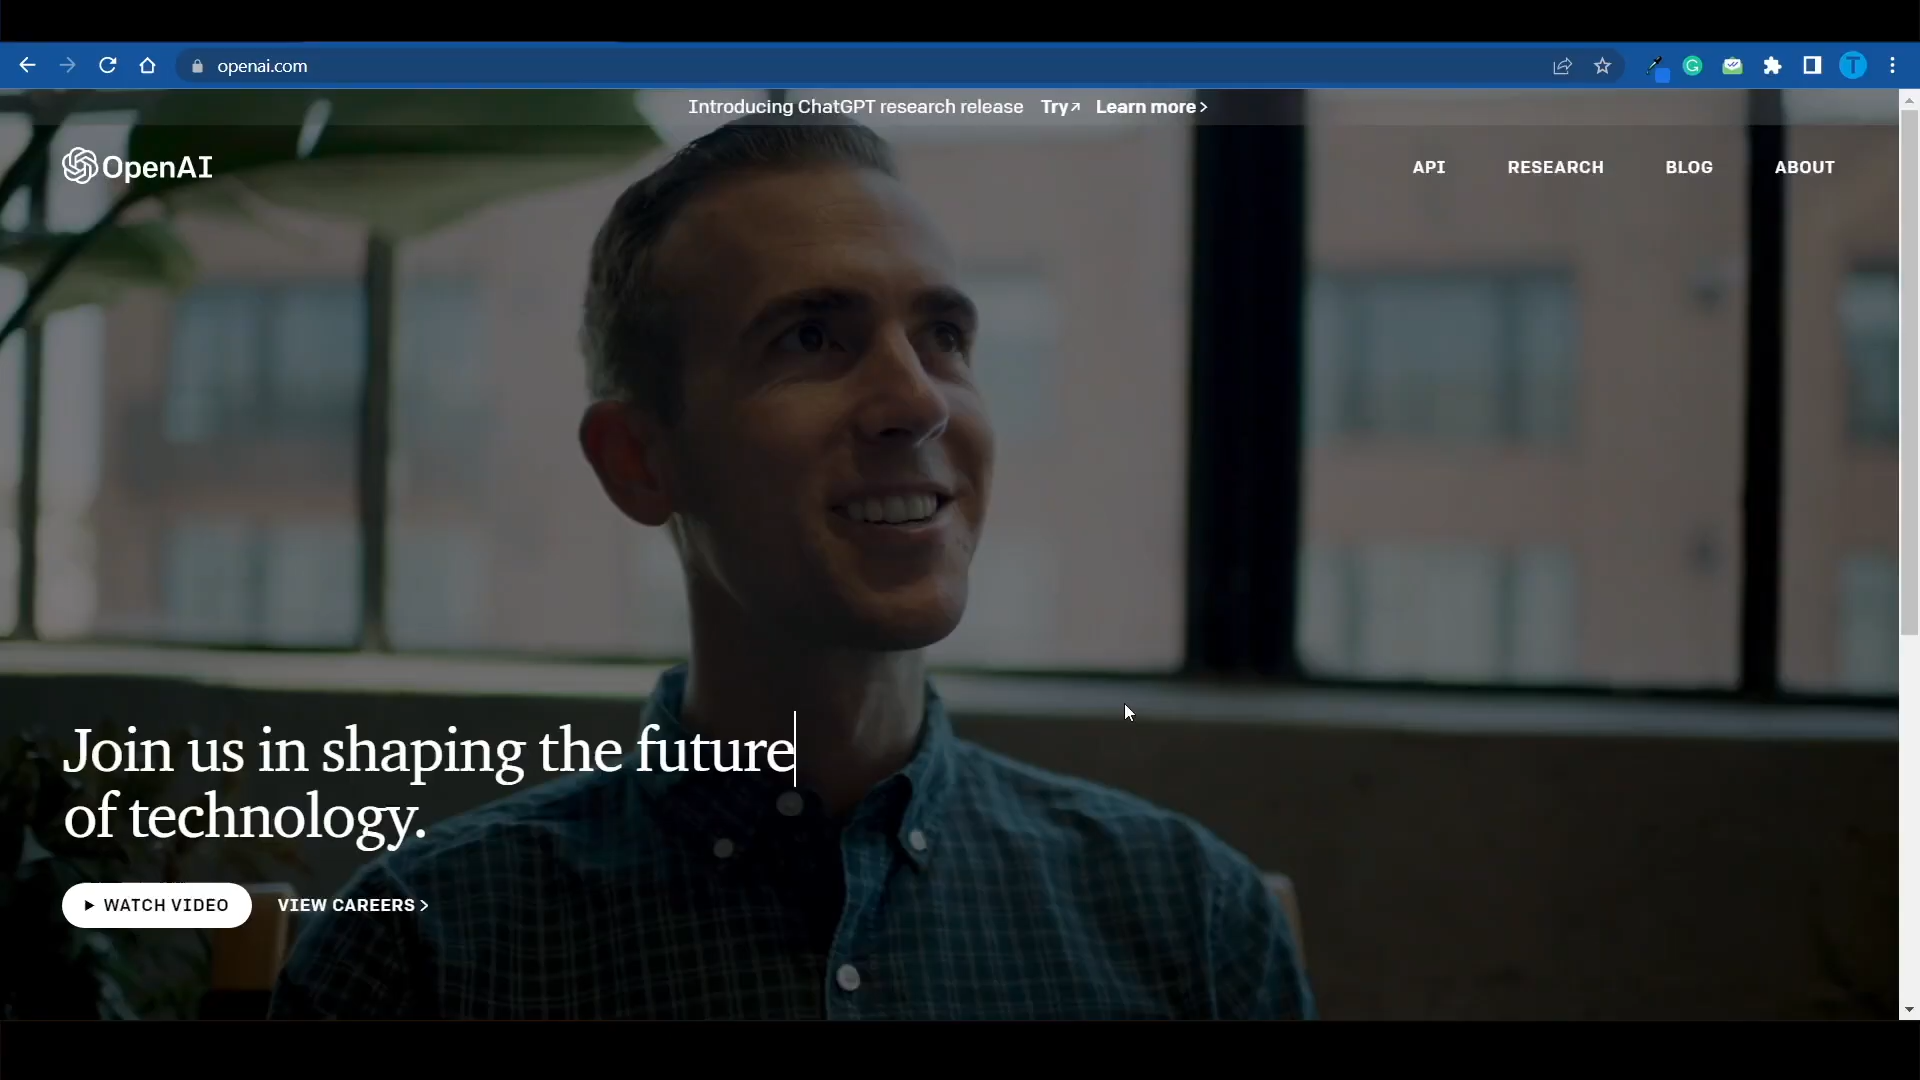 openai.com
T
Introducing ChatGPT research release Try↗ Learn more >
OpenAI
API RESEARCH BLOG ABOUT
Join us in shaping the future
of technology.
WATCH VIDEO VIEW CAREERS >